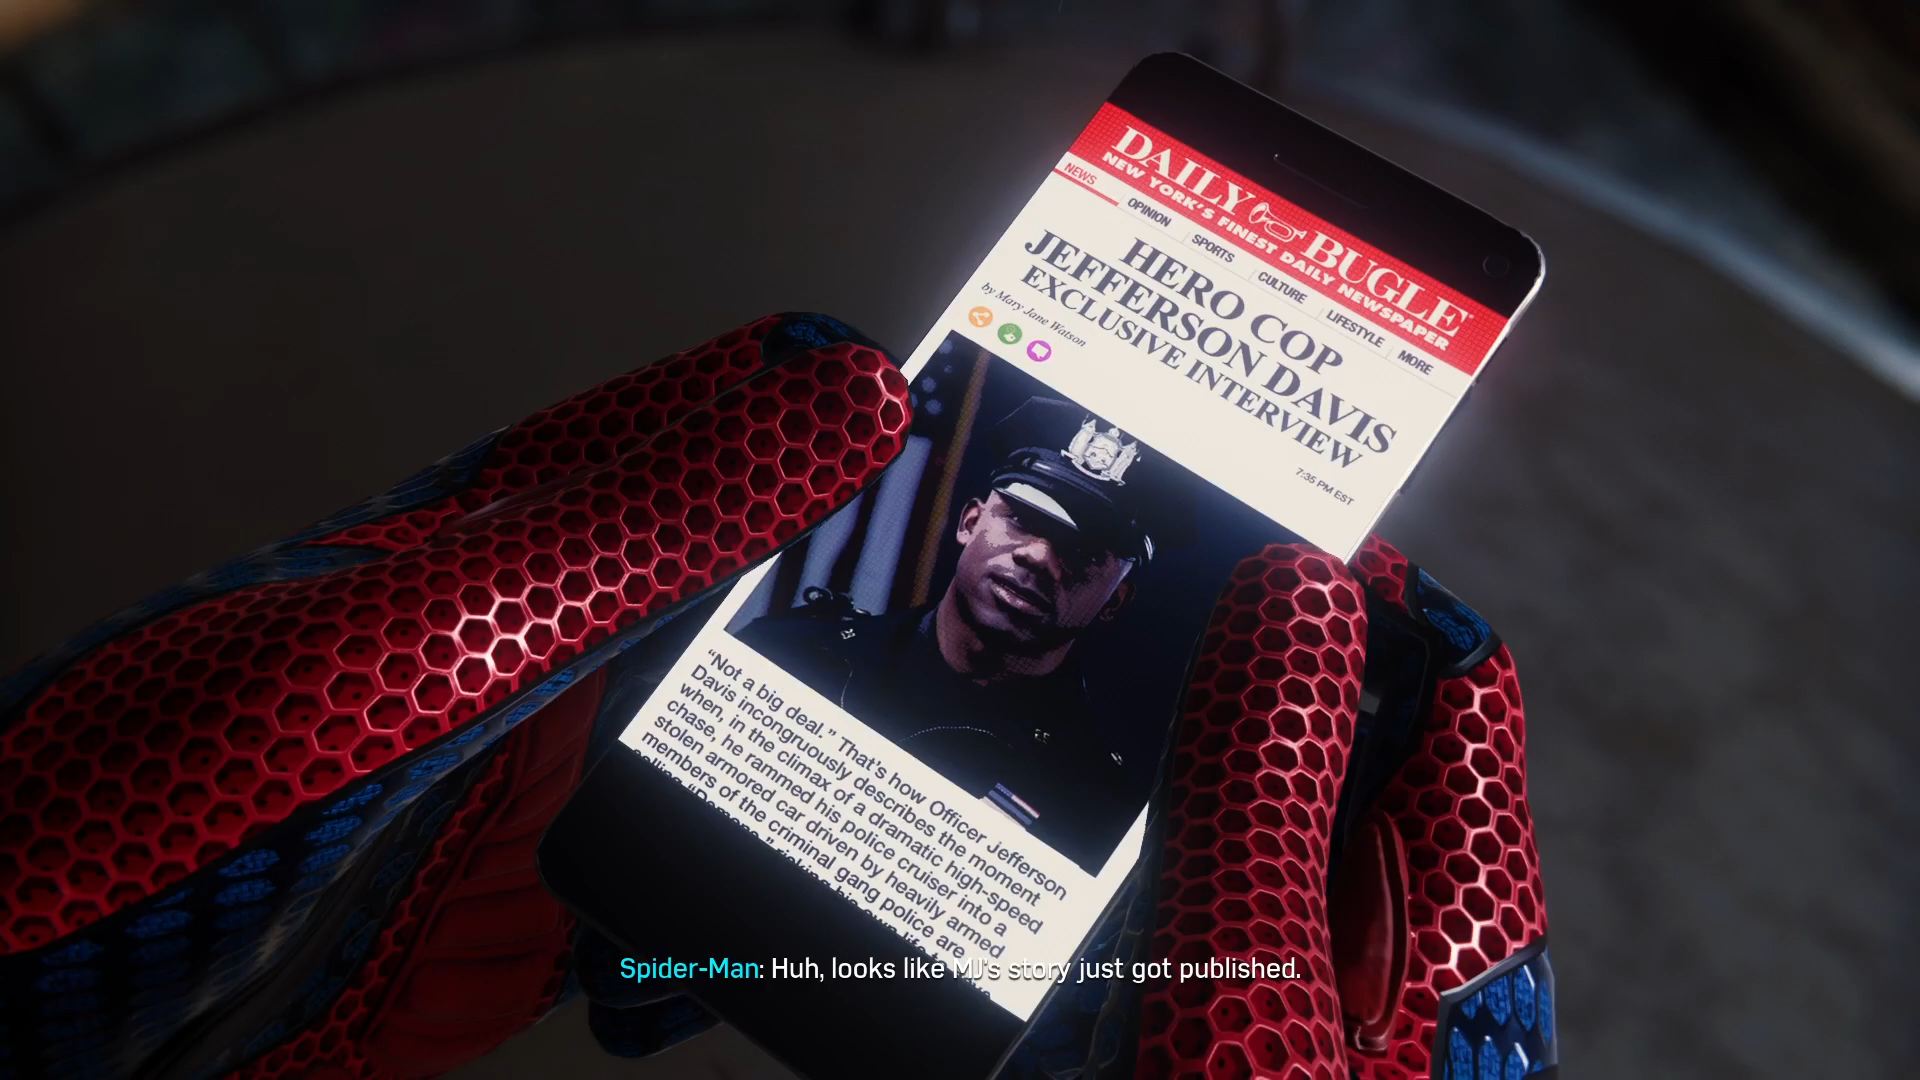 DAILY BUGLE
NEW YORK'S FINEST DAILY NEWSPAPER
NEWS OPINION SPORTS CULTURE LIFESTYLE MORE
HERO COP
JEFFERSON DAVIS
EXCLUSIVE INTERVIEW
by Mary Jane Watson
7:35 PM EST
“Not a big deal.” That's how Officer Jefferson
Davis incongruously describes the moment
when, in the climax of a dramatic high-speed
chase, he rammed his police cruiser into a
stolen armored car driven by heavily armed
members of the criminal gang police are
Spider-Man: Huh, looks like MJ's story just got published.